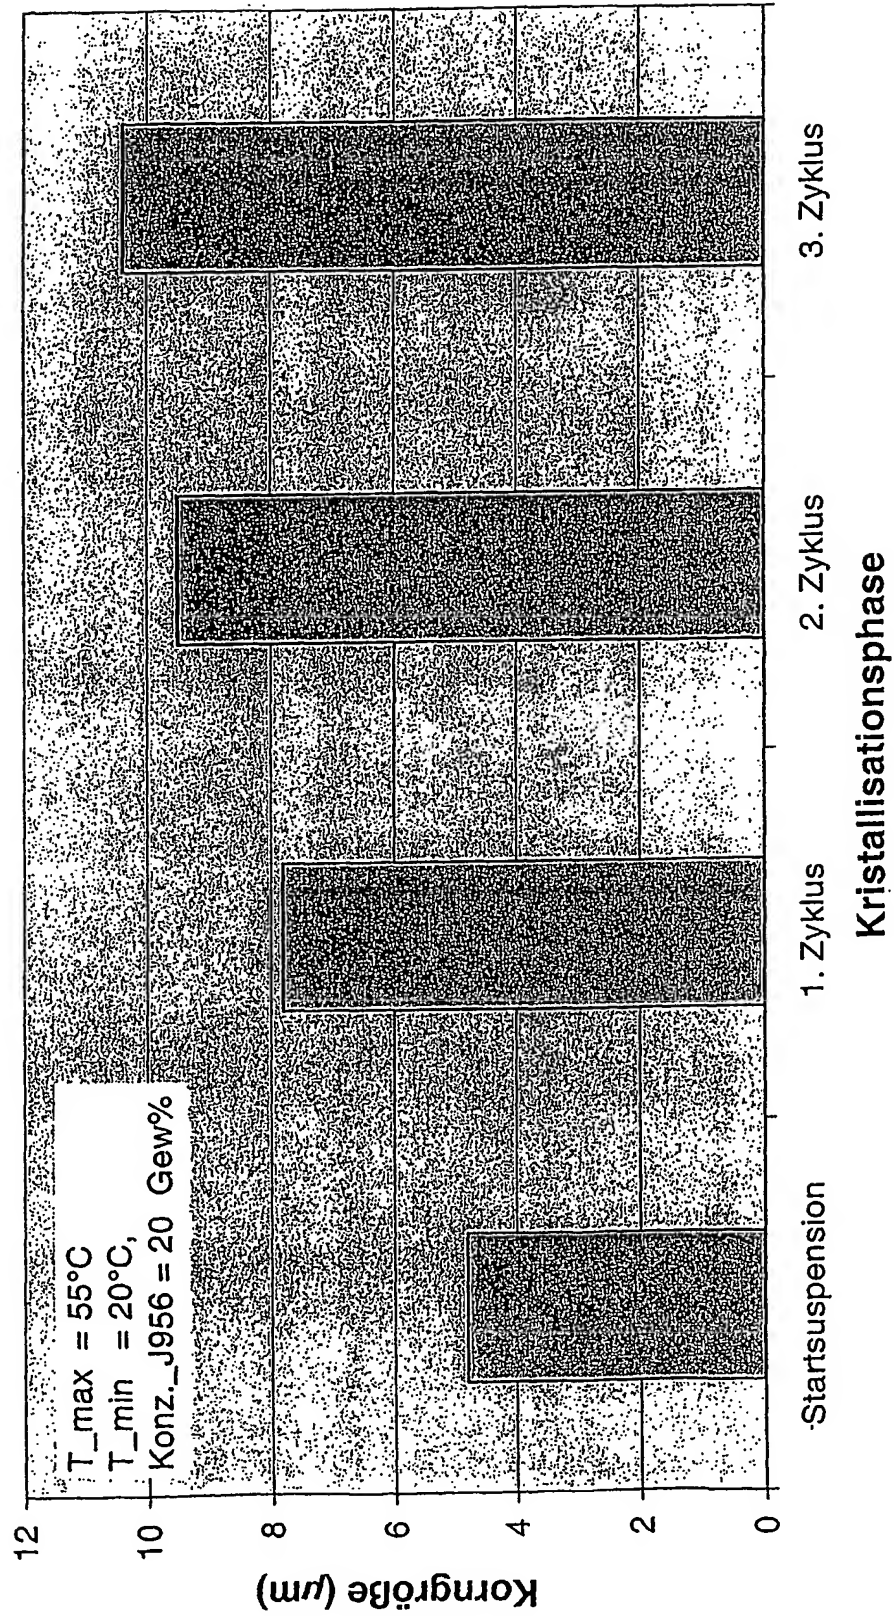 T_max = 55°C
T_min = 20°C,
Konz._J956 = 20 Gew%
Korngröße (μm)
12
10
8
6
4
2
0
Startsuspension
1. Zyklus
2. Zyklus
3. Zyklus
Kristallisationsphase